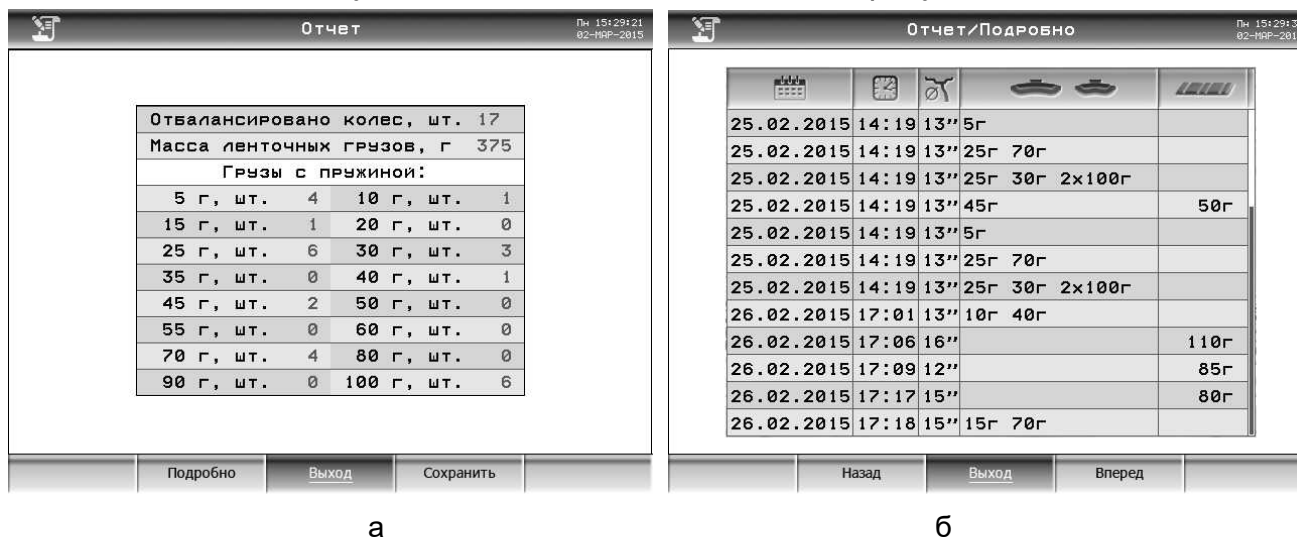 Отчет
Пн 15:29:21
02-МАР-2015
Отбалансировано колес, шт. 17
Масса ленточных грузов, г 375
Грузы с пружиной:
5 г, шт. 4 10 г, шт. 1
15 г, шт. 1 20 г, шт. 0
25 г, шт. 6 30 г, шт. 3
35 г, шт. 0 40 г, шт. 1
45 г, шт. 2 50 г, шт. 0
55 г, шт. 0 60 г, шт. 0
70 г, шт. 4 80 г, шт. 0
90 г, шт. 0 100 г, шт. 6
Подробно Выход Сохранить
а
Отчет/Подробно
Пн 15:29:3
02-МАР-201
25.02.2015 14:19 13" 5г
25.02.2015 14:19 13" 25г 70г
25.02.2015 14:19 13" 25г 30г 2x100г
25.02.2015 14:19 13" 45г 50г
25.02.2015 14:19 13" 5г
25.02.2015 14:19 13" 25г 70г
25.02.2015 14:19 13" 25г 30г 2x100г
26.02.2015 17:01 13" 10г 40г
26.02.2015 17:06 16" 110г
26.02.2015 17:09 12" 85г
26.02.2015 17:17 15" 80г
26.02.2015 17:18 15" 15г 70г
Назад Выход Вперед
б